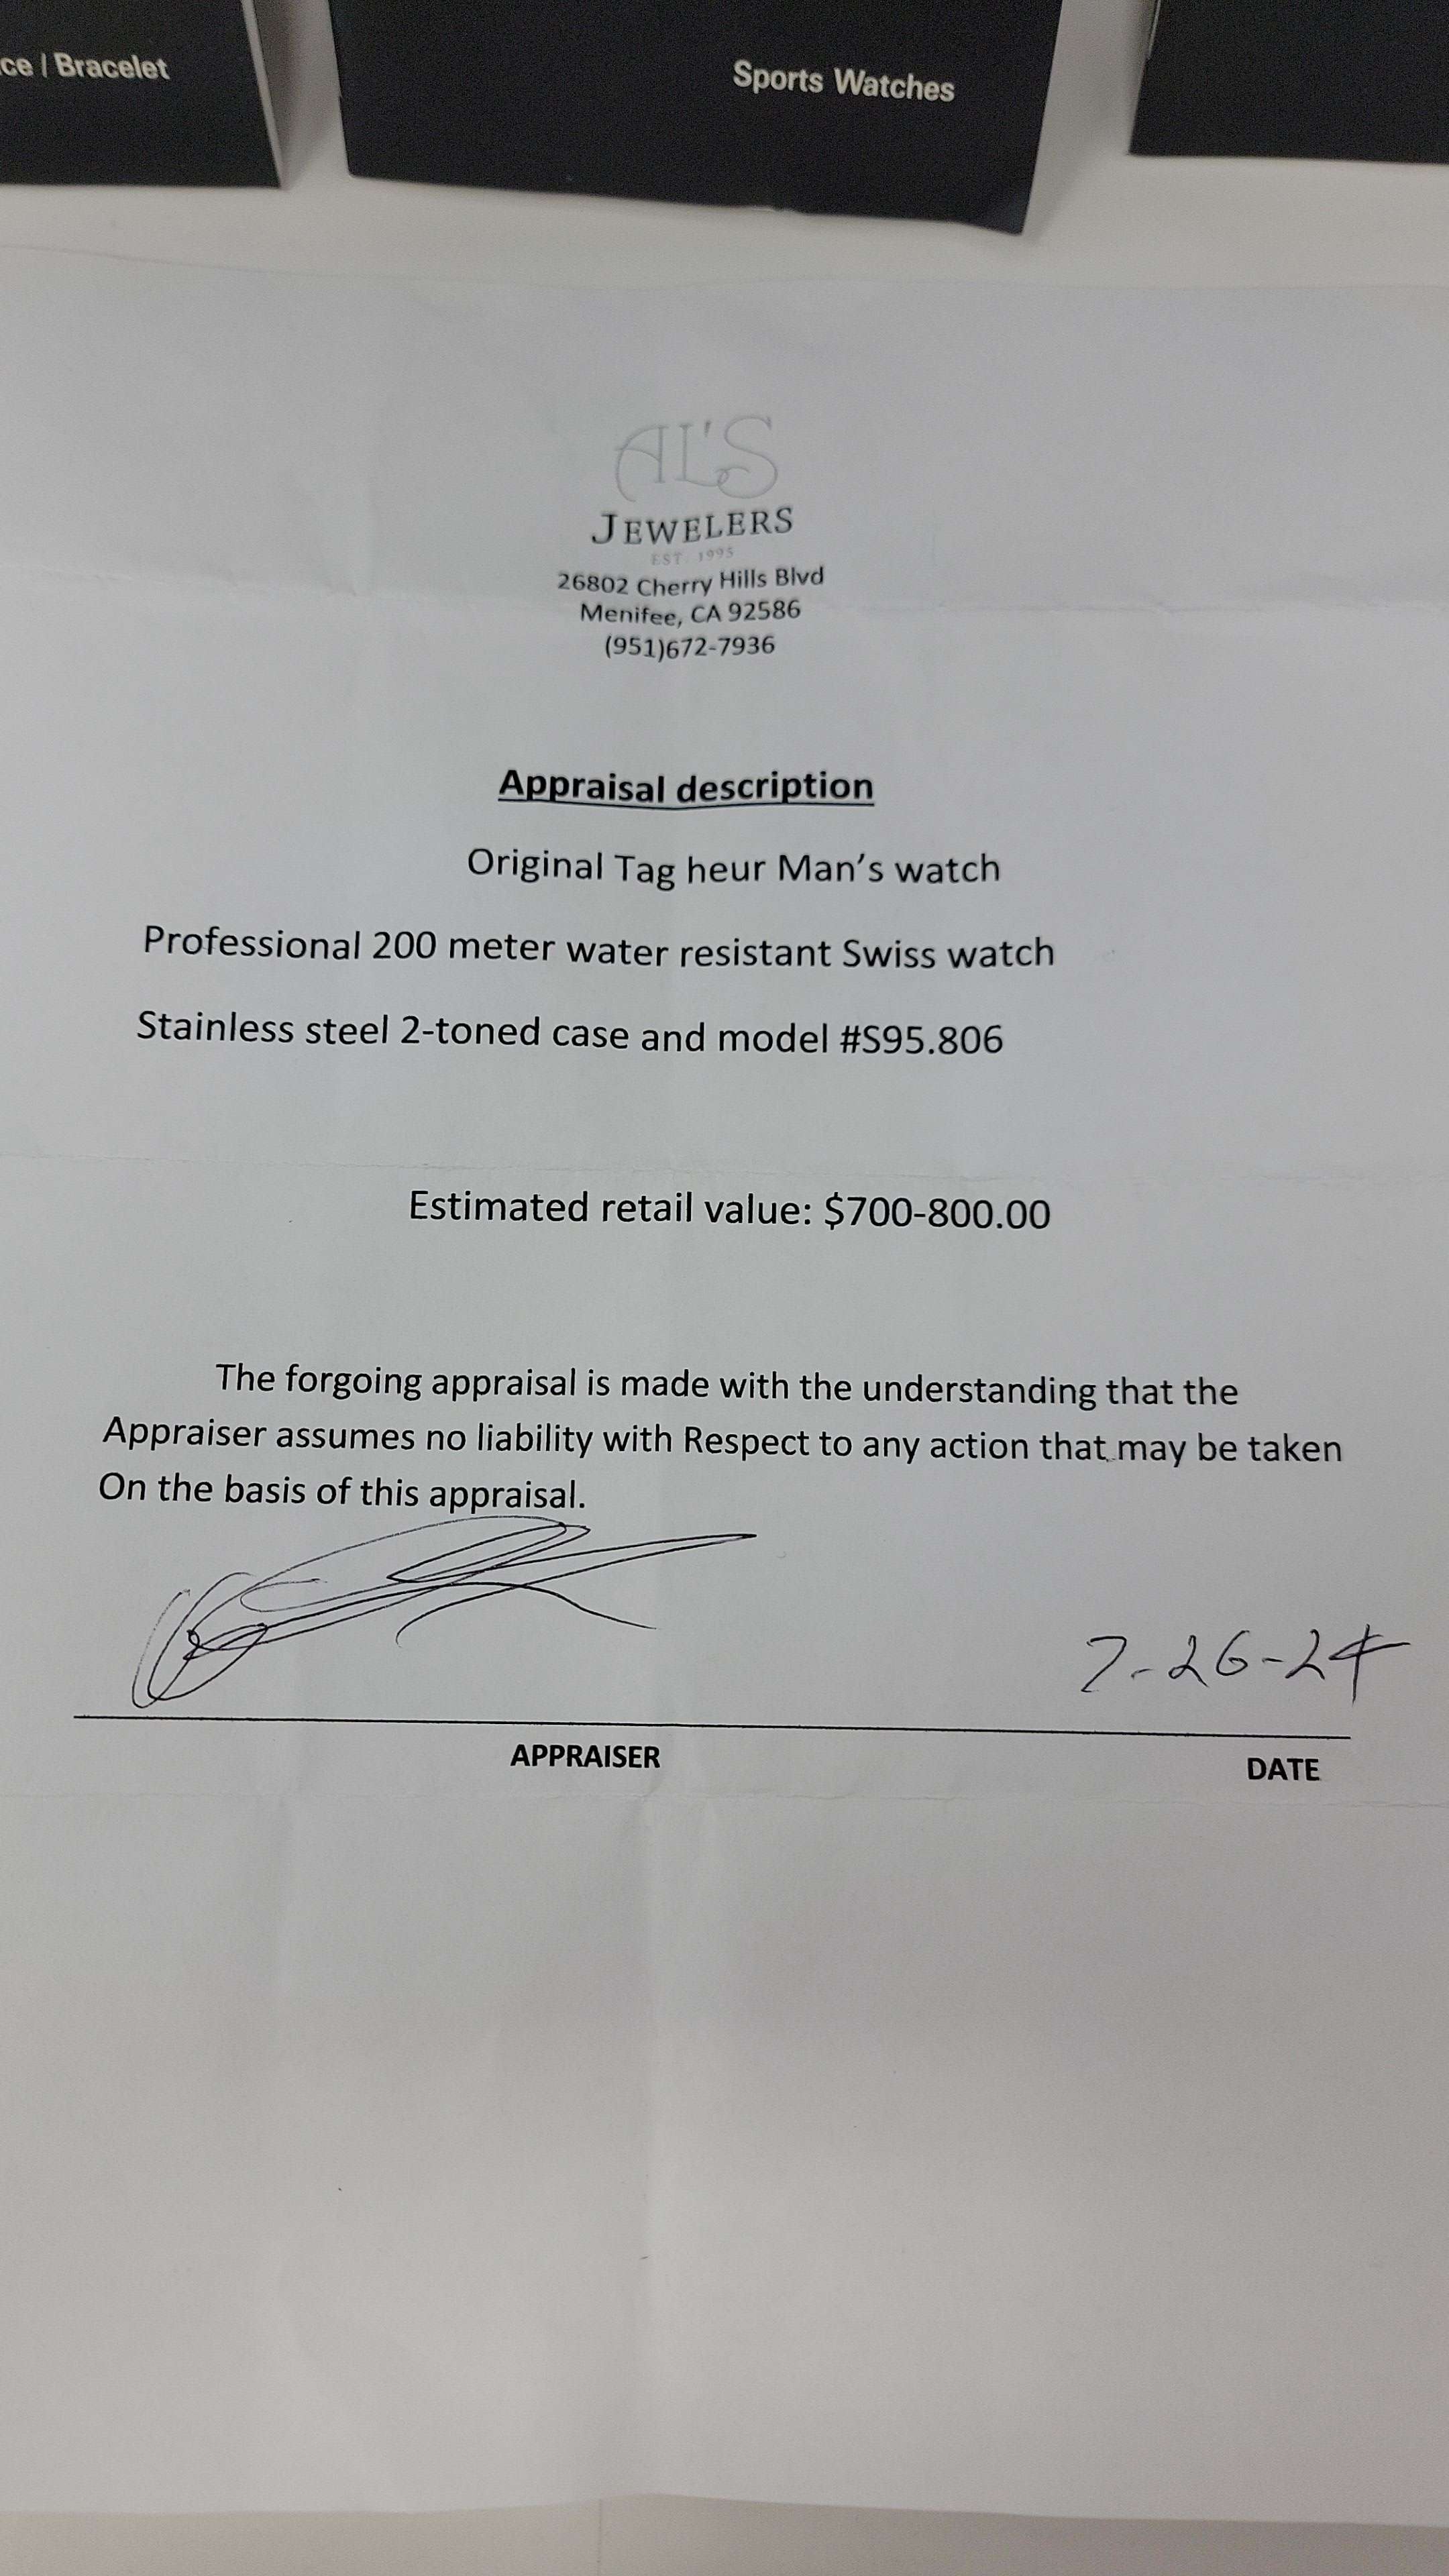 ce | Bracelet
Sports Watches
AL'S
JEWELERS
EST. 1995
26802 Cherry Hills Blvd
Menifee, CA 92586
(951)672-7936
Appraisal description
Original Tag heur Man's watch
Professional 200 meter water resistant Swiss watch
Stainless steel 2-toned case and model #S95.806
Estimated retail value: $700-800.00
The forgoing appraisal is made with the understanding that the
Appraiser assumes no liability with Respect to any action that may be taken
On the basis of this appraisal.
7-26-24
APPRAISER
DATE